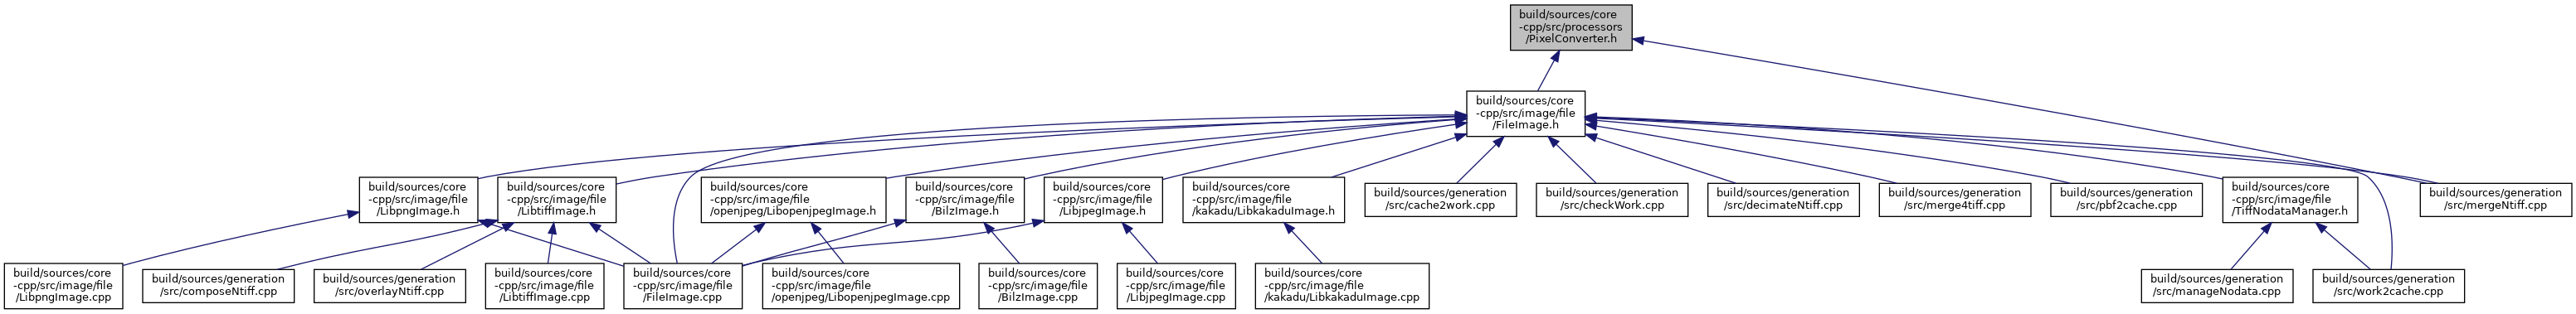 build/sources/core
-cpp/src/processors
/PixelConverter.h
build/sources/core
-cpp/src/image/file
/FileImage.h
build/sources/core
-cpp/src/image/file
/LibpngImage.h
build/sources/core
-cpp/src/image/file
/LibtiffImage.h
build/sources/core
-cpp/src/image/file
/openjpeg/LibopenjpegImage.h
build/sources/core
-cpp/src/image/file
/BilzImage.h
build/sources/core
-cpp/src/image/file
/LibjpegImage.h
build/sources/core
-cpp/src/image/file
/kakadu/LibkakaduImage.h
build/sources/generation
/src/cache2work.cpp
build/sources/generation
/src/checkWork.cpp
build/sources/generation
/src/decimateNtiff.cpp
build/sources/generation
/src/merge4tiff.cpp
build/sources/generation
/src/pbf2cache.cpp
build/sources/core
-cpp/src/image/file
/TiffNodataManager.h
build/sources/generation
/src/mergeNtiff.cpp
build/sources/core
-cpp/src/image/file
/LibpngImage.cpp
build/sources/generation
/src/composeNtiff.cpp
build/sources/generation
/src/overlayNtiff.cpp
build/sources/core
-cpp/src/image/file
/LibtiffImage.cpp
build/sources/core
-cpp/src/image/file
/FileImage.cpp
build/sources/core
-cpp/src/image/file
/openjpeg/LibopenjpegImage.cpp
build/sources/core
-cpp/src/image/file
/BilzImage.cpp
build/sources/core
-cpp/src/image/file
/LibjpegImage.cpp
build/sources/core
-cpp/src/image/file
/kakadu/LibkakaduImage.cpp
build/sources/generation
/src/manageNodata.cpp
build/sources/generation
/src/work2cache.cpp